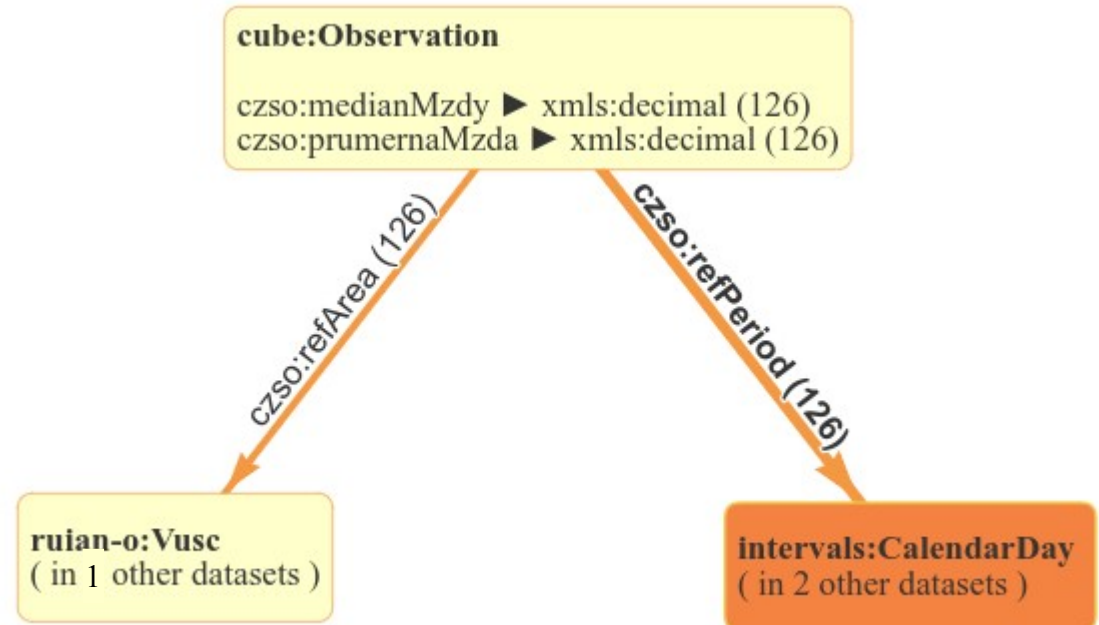 cube:Observation
czso:medianMzdy ► xmls:decimal (126)
czso:prumernaMzda ► xmls:decimal (126)
czso:refArea (126)
czso:refPeriod (126)
ruian-o:Vusc
( in 1 other datasets )
intervals:CalendarDay
( in 2 other datasets )